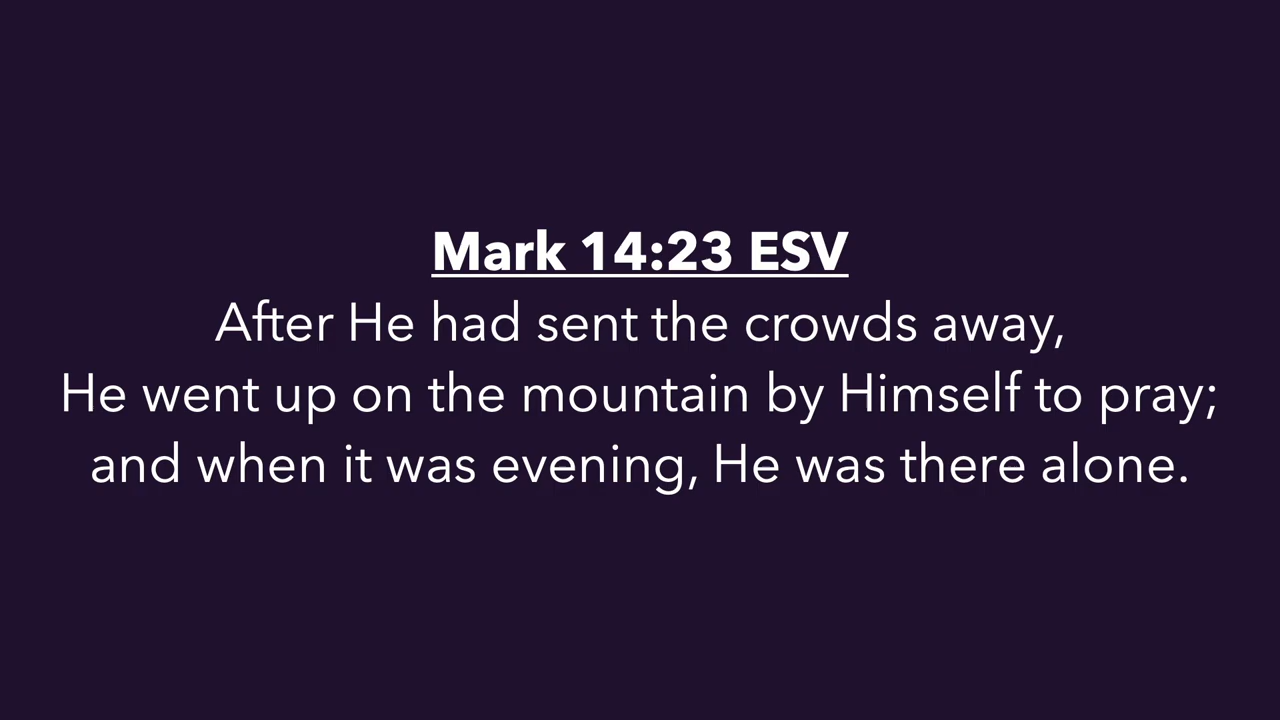 Mark 14:23 ESV
After He had sent the crowds away,
He went up on the mountain by Himself to pray;
and when it was evening, He was there alone.